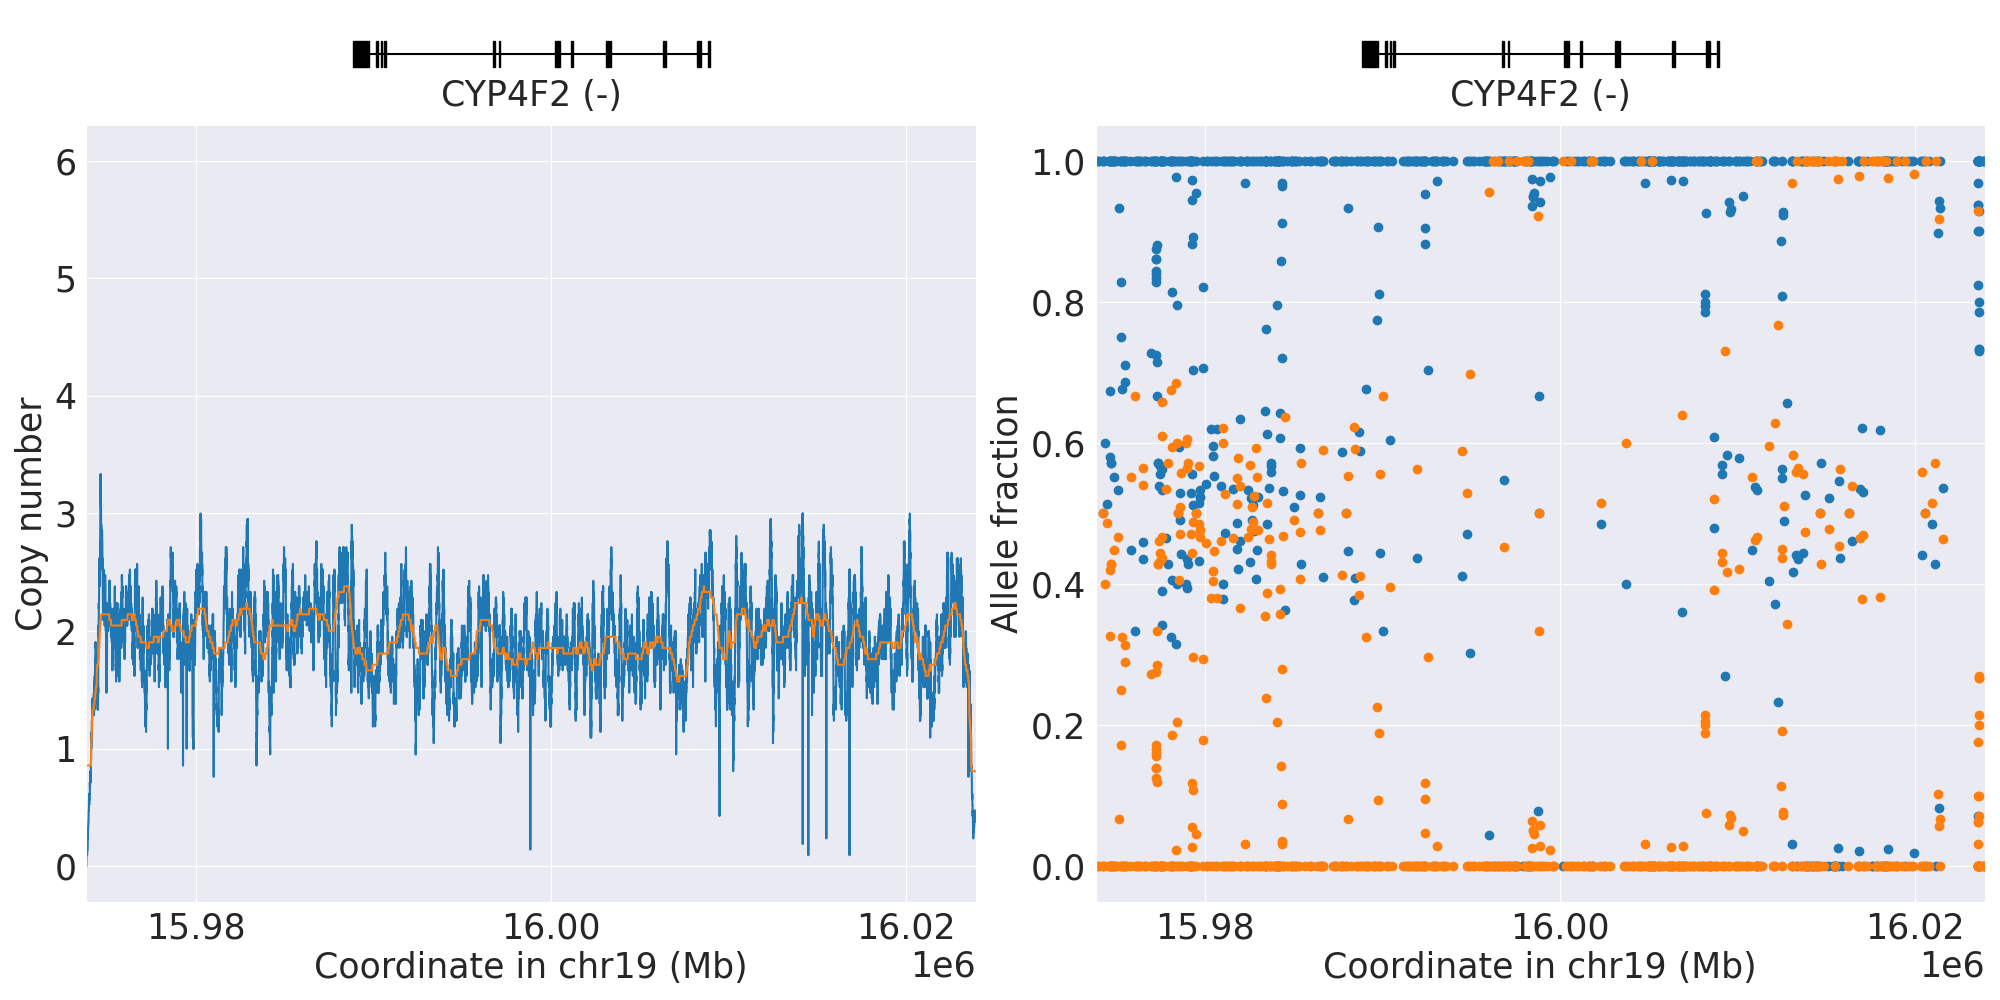 CYP4F2 (-)
6
5
4
3
2
1
0
Copy number
15.98
16.00
16.02
Coordinate in chr19 (Mb)
1e6
CYP4F2 (-)
1.0
0.8
0.6
0.4
0.2
0.0
Allele fraction
15.98
16.00
16.02
Coordinate in chr19 (Mb)
1e6